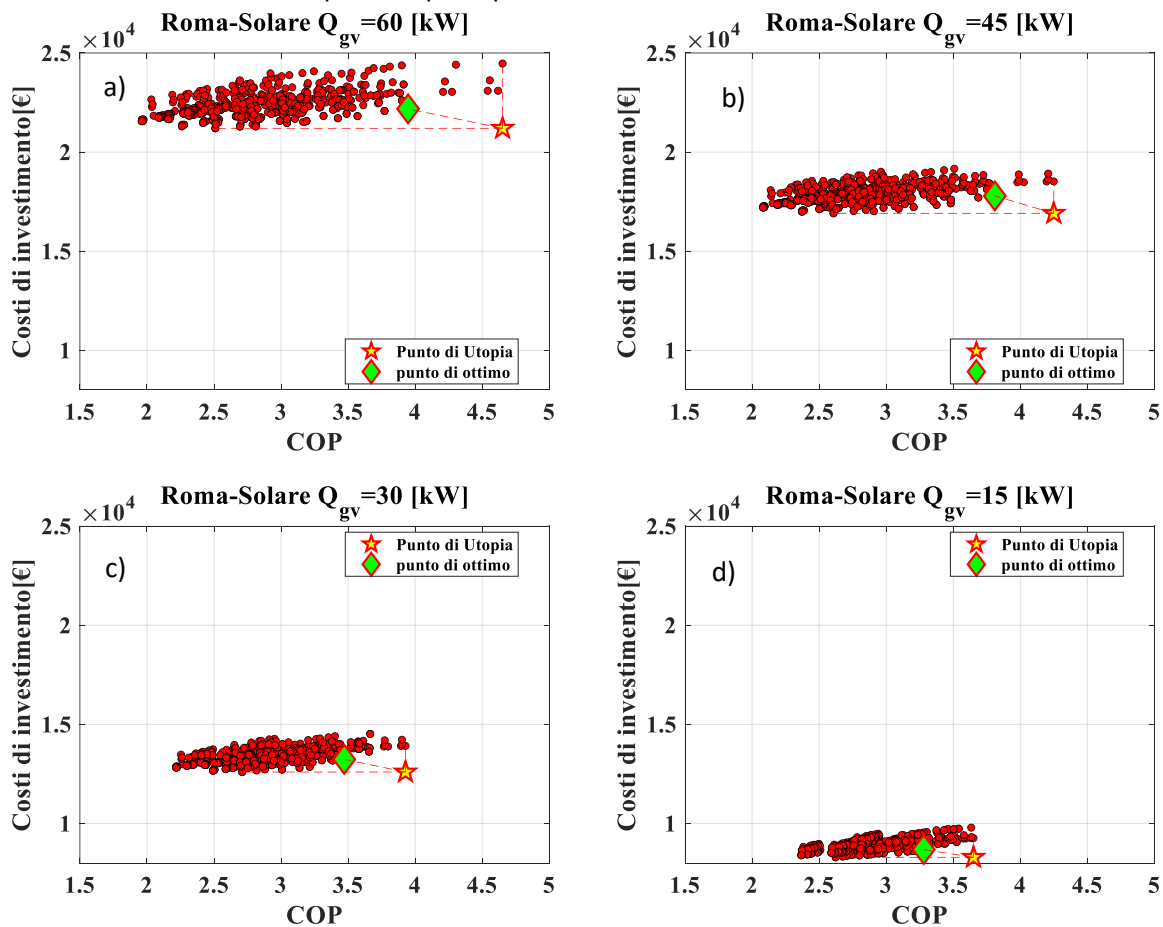 Roma-Solare Q_gv=60 [kW]
×10^4
a)
Costi di investimento[€]
2.5
2
1.5
1
Punto di Utopia
punto di ottimo
1.5 2 2.5 3 3.5 4 4.5 5
COP
Roma-Solare Q_gv=45 [kW]
×10^4
b)
Costi di investimento[€]
2.5
2
1.5
1
Punto di Utopia
punto di ottimo
1.5 2 2.5 3 3.5 4 4.5 5
COP
Roma-Solare Q_gv=30 [kW]
×10^4
c)
Costi di investimento[€]
2.5
2
1.5
1
Punto di Utopia
punto di ottimo
1.5 2 2.5 3 3.5 4 4.5 5
COP
Roma-Solare Q_gv=15 [kW]
×10^4
d)
Costi di investimento[€]
2.5
2
1.5
1
Punto di Utopia
punto di ottimo
1.5 2 2.5 3 3.5 4 4.5 5
COP